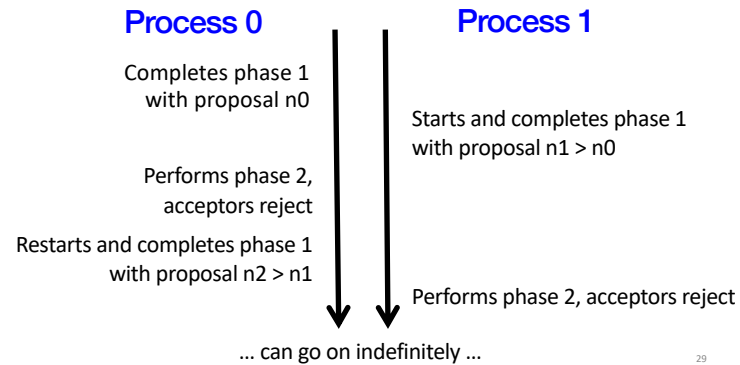 Process 0
Process 1
Completes phase 1
with proposal n0
Starts and completes phase 1
with proposal n1 > n0
Performs phase 2,
acceptors reject
Restarts and completes phase 1
with proposal n2 > n1
Performs phase 2, acceptors reject
... can go on indefinitely ...
29